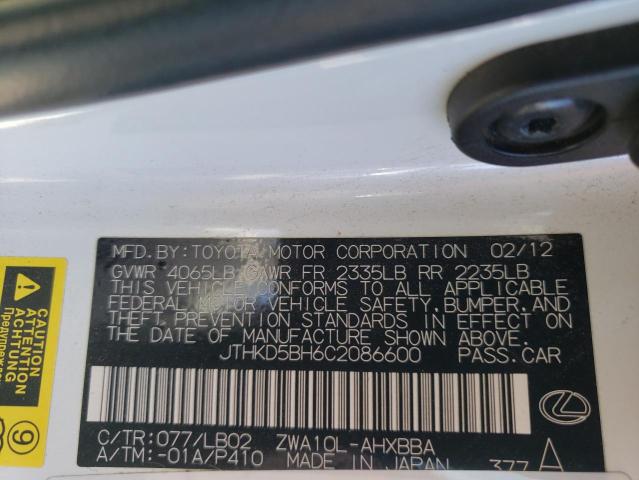 MFD. BY: TOYOTA MOTOR CORPORATION 02/12
GVWR 4065LB GAWR FR 2335LB RR 2235LB
THIS VEHICLE CONFORMS TO ALL APPLICABLE
FEDERAL MOTOR VEHICLE SAFETY, BUMPER, AND
THEFT PREVENTION STANDARDS IN EFFECT ON
THE DATE OF MANUFACTURE SHOWN ABOVE.
JTHKD5BH6C2086600 PASS.CAR
C/TR:077/LB02 ZWA10L-AHXBBA
A/TM:-01A/P410 MADE IN JAPAN 377 A
CAUTION
ATTENTION
ACHTUNG
9